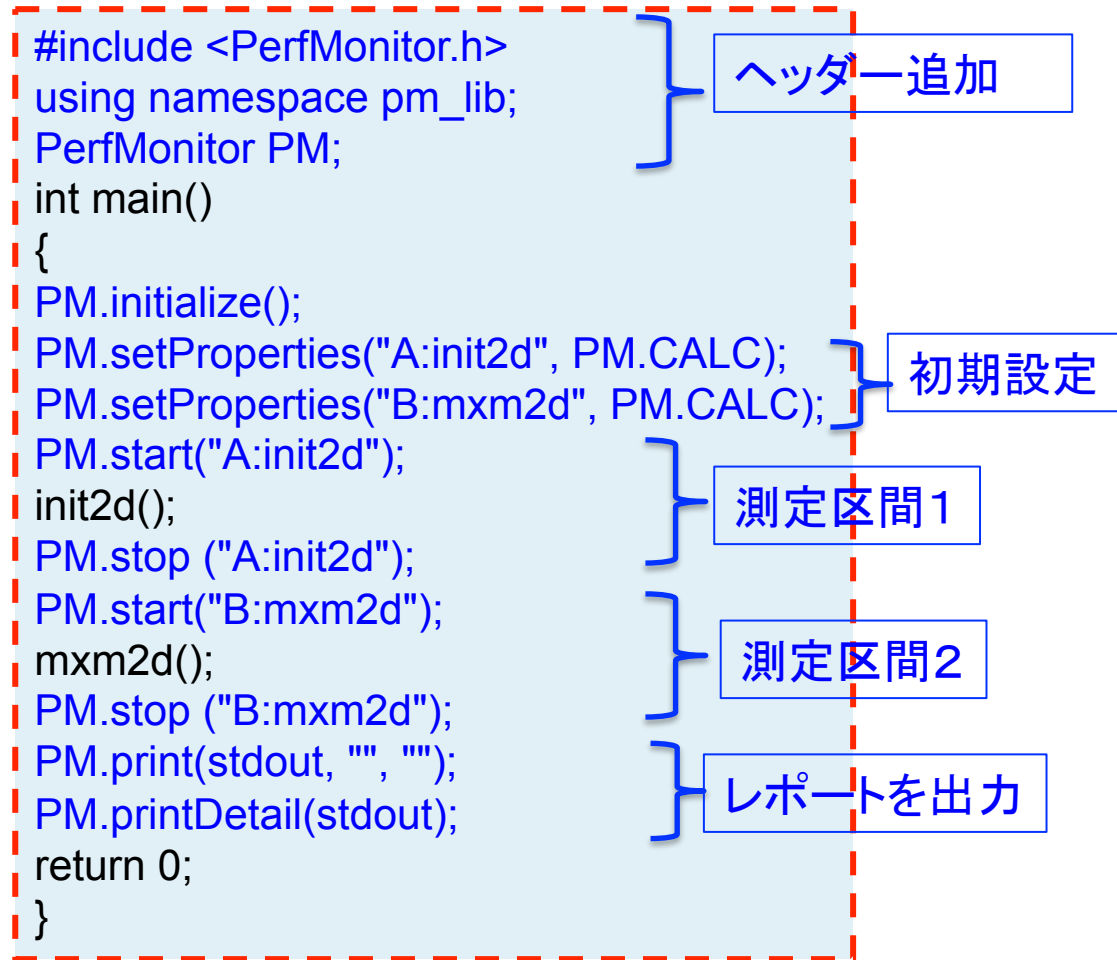 #include <PerfMonitor.h>
using namespace pm_lib;
PerfMonitor PM;
ヘッダー追加
int main()
{
PM.initialize();
PM.setProperties("A:init2d", PM.CALC);
PM.setProperties("B:mxm2d", PM.CALC);
初期設定
PM.start("A:init2d");
init2d();
PM.stop ("A:init2d");
測定区間1
PM.start("B:mxm2d");
mxm2d();
PM.stop ("B:mxm2d");
測定区間2
PM.print(stdout, "", "");
PM.printDetail(stdout);
レポートを出力
return 0;
}